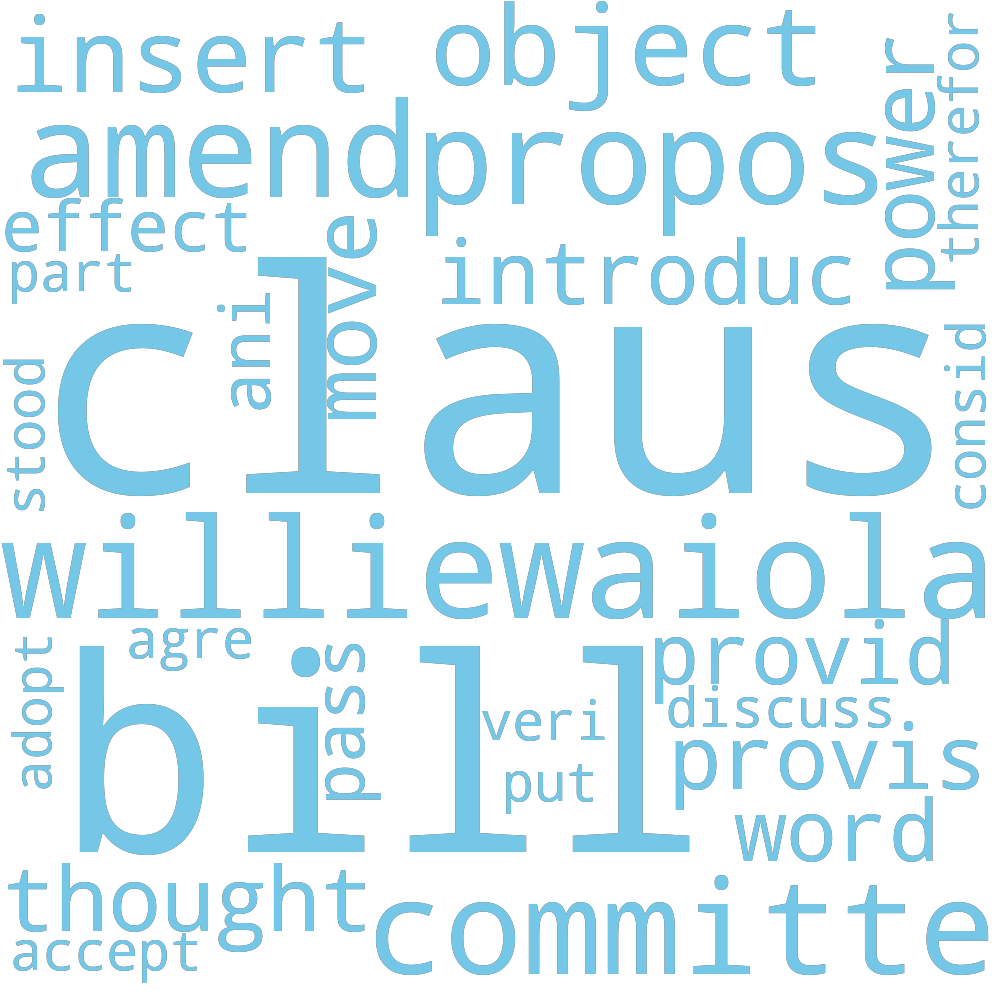 insert
object
power
therefor
amend
propos
effect
part
move
introduc
ani
claus
stood
consid
williewaiola
adopt
agre
pass
bill
veri
put
provid
discuss
provis
word
thought
accept
committe